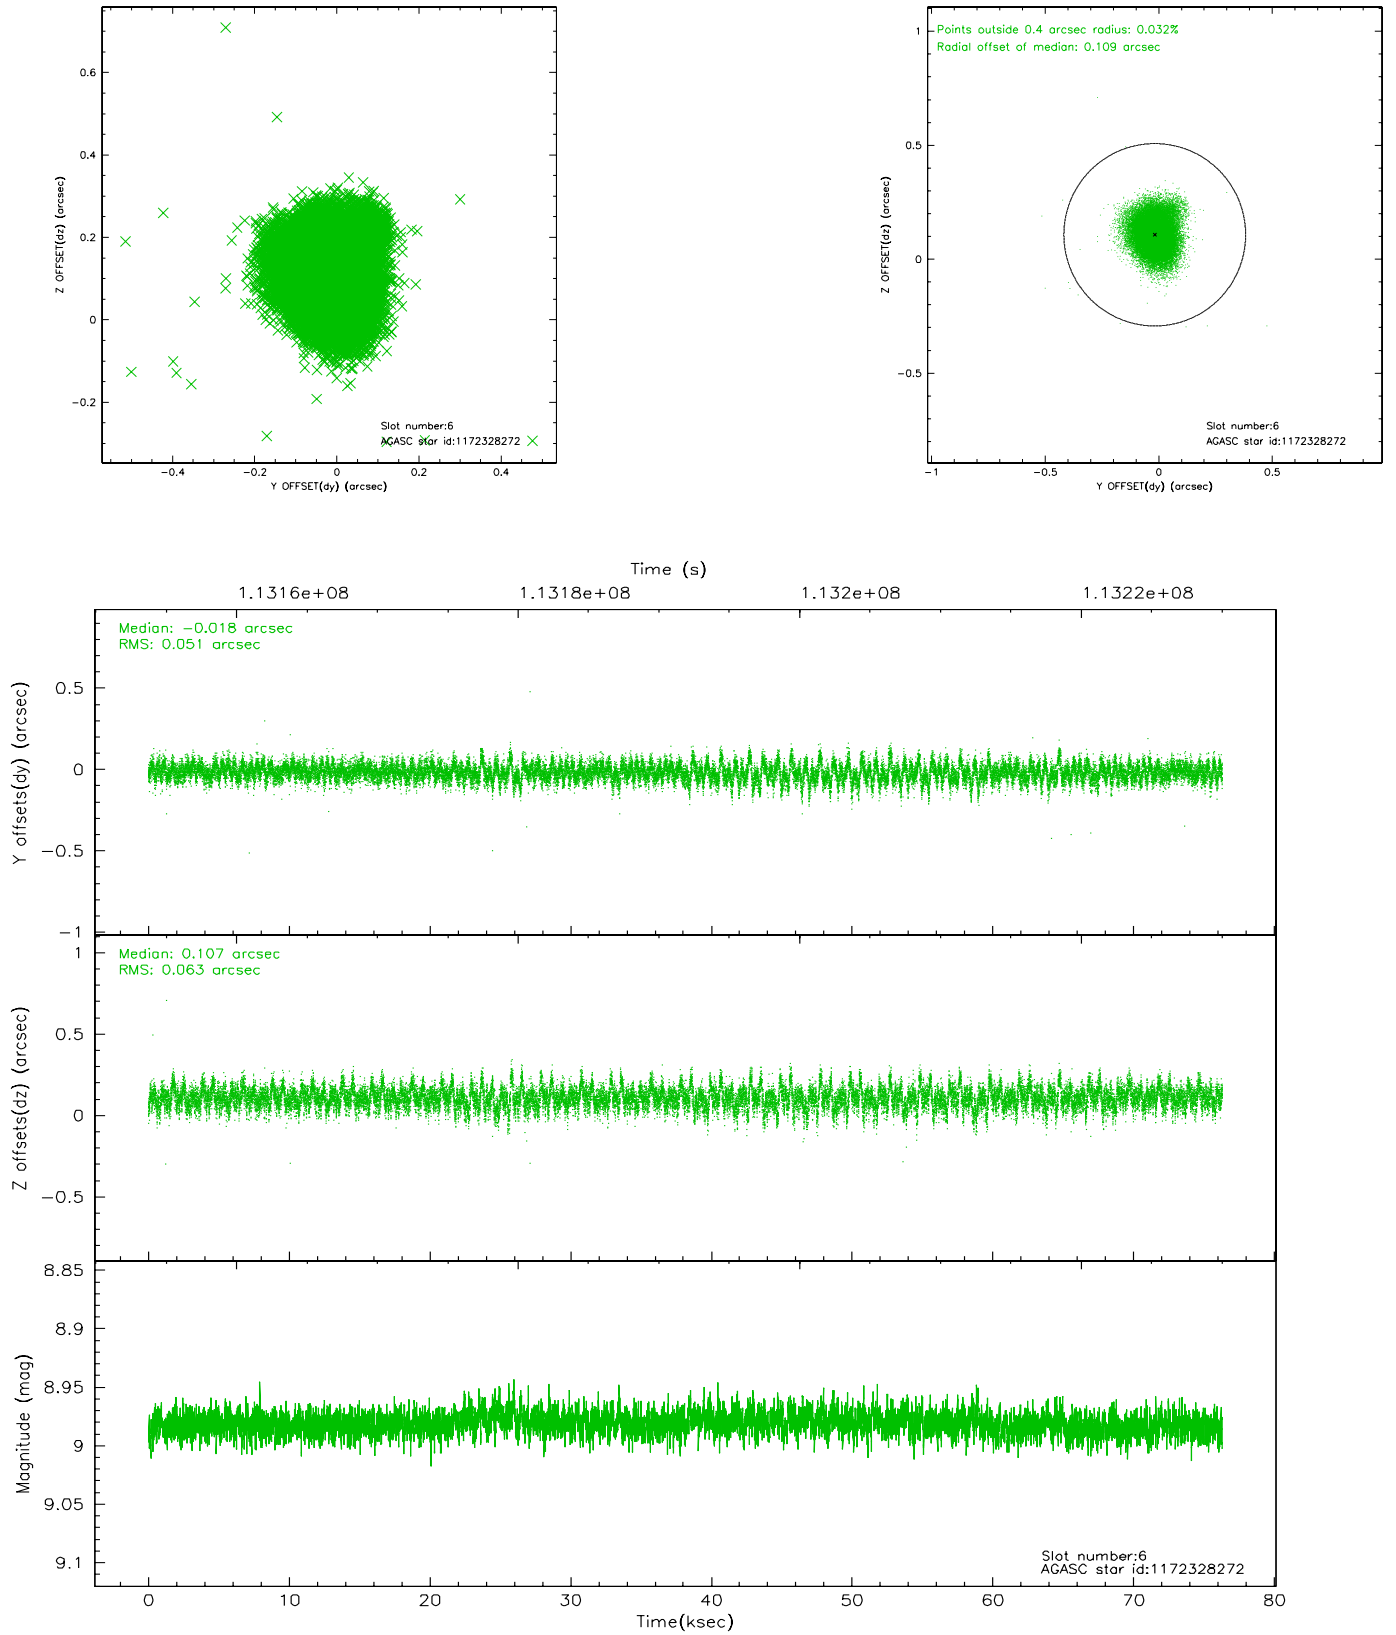 0.6
0.4
0.2
0
−0.2
Z OFFSET(dz) (arcsec)
Slot number:6
AGASC star id:1172328272
−0.4
−0.2
0
0.2
0.4
Y OFFSET(dy) (arcsec)
Points outside 0.4 arcsec radius: 0.032%
Radial offset of median: 0.109 arcsec
1
0.5
0
−0.5
Z OFFSET(dz) (arcsec)
Slot number:6
AGASC star id:1172328272
−1
−0.5
0
0.5
Y OFFSET(dy) (arcsec)
Time (s)
1.1316e+08
1.1318e+08
1.132e+08
1.1322e+08
Median: −0.018 arcsec
RMS: 0.051 arcsec
0.5
0
−0.5
−1
Y offsets(dy) (arcsec)
Median: 0.107 arcsec
RMS: 0.063 arcsec
1
0.5
0
−0.5
Z offsets(dz) (arcsec)
8.85
8.9
8.95
9
9.05
9.1
Magnitude (mag)
Slot number:6
AGASC star id:1172328272
0
10
20
30
40
50
60
70
80
Time(ksec)